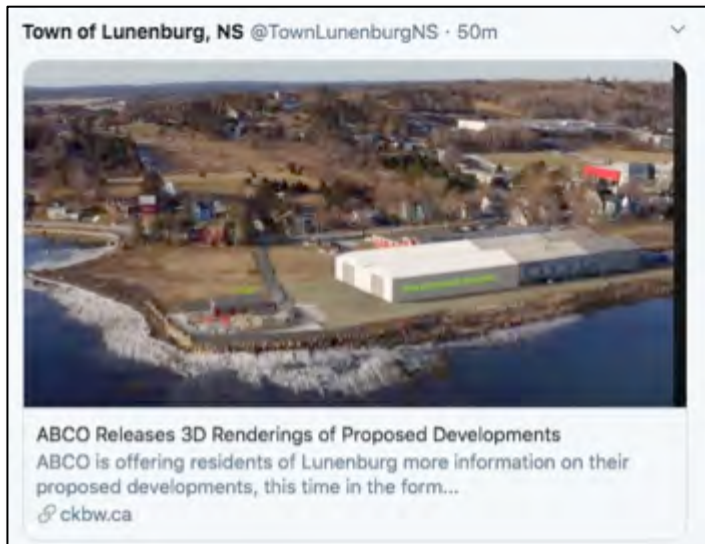 Town of Lunenburg, NS @TownLunenburgNS · 50m
ABCO Releases 3D Renderings of Proposed Developments
ABCO is offering residents of Lunenburg more information on their
proposed developments, this time in the form...
ckbw.ca